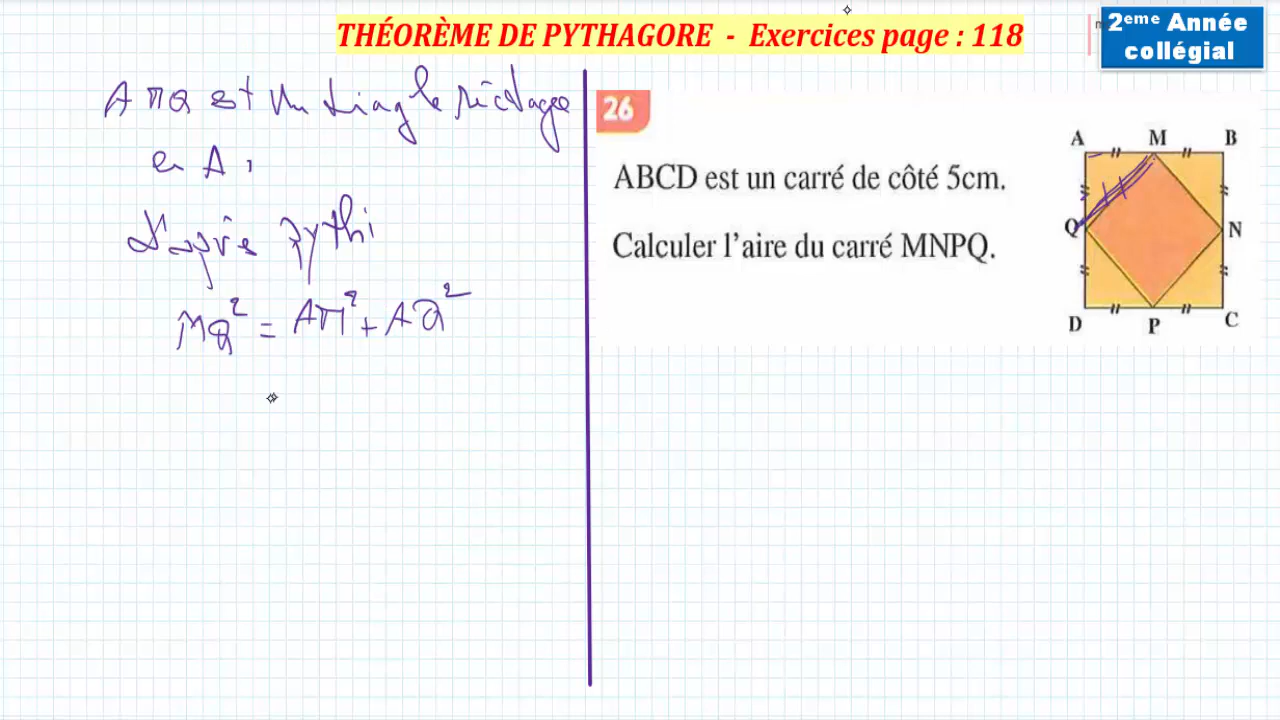 THÉORÈME DE PYTHAGORE - Exercices page : 118
2eme Année
collégial
AMQ est un triangle rectangle
en A,
D'après pyth
MQ² = AM² + AQ²
26
ABCD est un carré de côté 5cm.
Calculer l'aire du carré MNPQ.
A M B
Q N
D P C